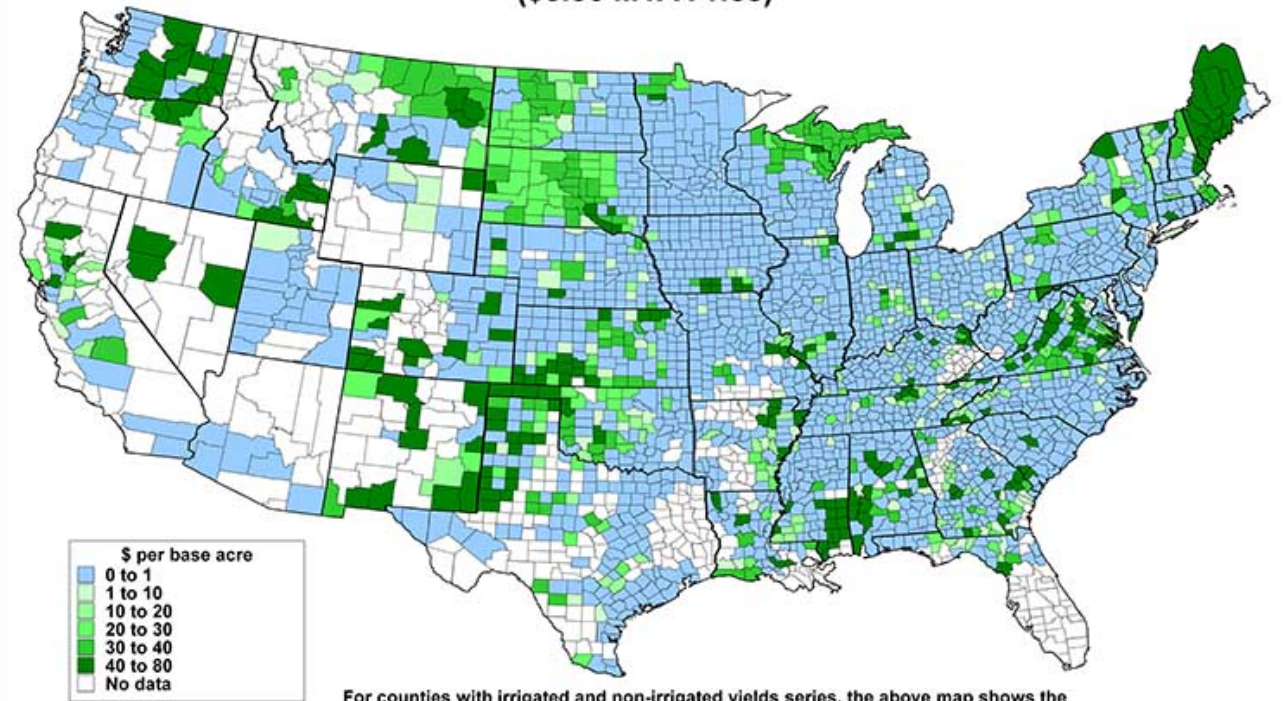 $ per base acre
0 to 1
1 to 10
10 to 20
20 to 30
30 to 40
40 to 80
No data
For counties with irrigated and non-irrigated yields series, the above map shows the